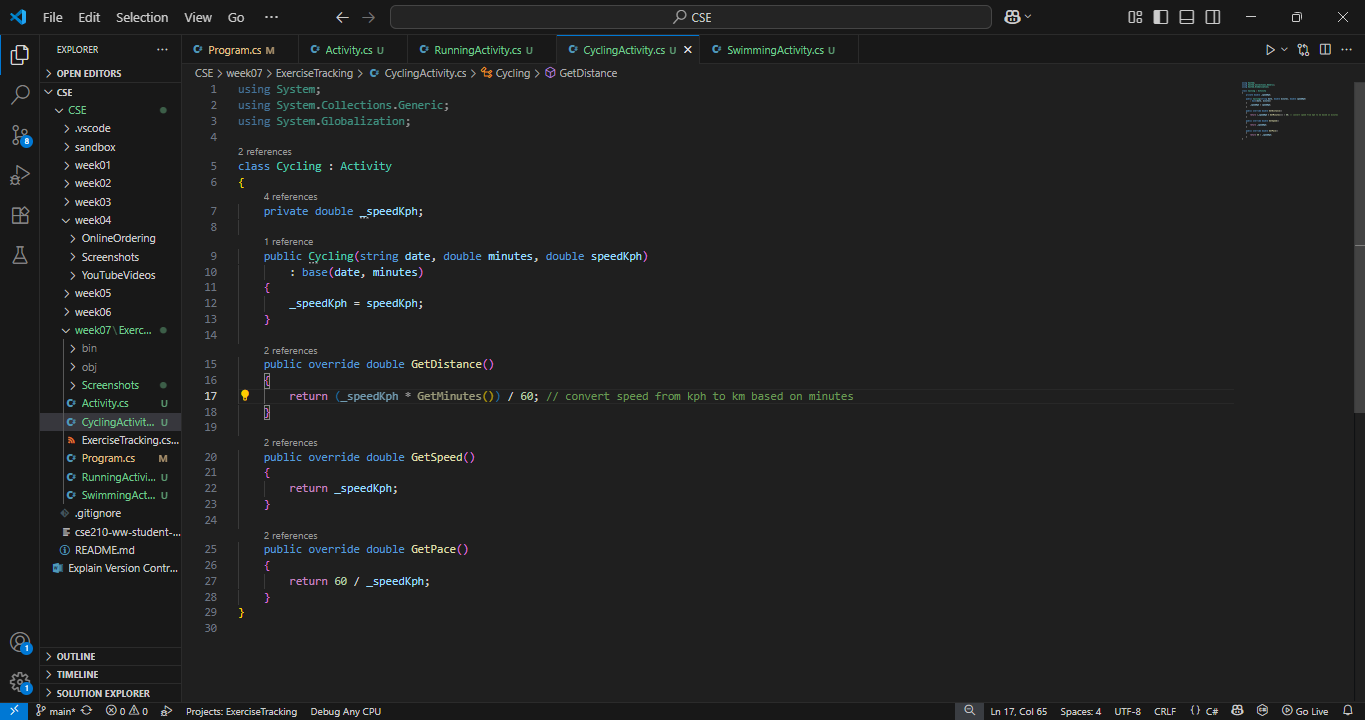 File Edit Selection View Go ··· CSE
EXPLORER ···
Program.cs M Activity.cs U RunningActivity.cs U CyclingActivity.cs U SwimmingActivity.cs U
OPEN EDITORS
CSE > week07 > ExerciseTracking > CyclingActivity.cs > Cycling > GetDistance
CSE
CSE
.vscode
sandbox
week01
week02
week03
week04
OnlineOrdering
Screenshots
YouTubeVideos
week05
week06
week07\Exerc...
bin
obj
Screenshots
Activity.cs U
CyclingActivit... U
ExerciseTracking.cs...
Program.cs M
RunningActivi... U
SwimmingAct... U
.gitignore
cse210-ww-student-...
README.md
Explain Version Contr...
OUTLINE
TIMELINE
SOLUTION EXPLORER
8
1
1
1 using System;
2 using System.Collections.Generic;
3 using System.Globalization;
4
2 references
5 class Cycling : Activity
6 {
4 references
7 private double _speedKph;
8
1 reference
9 public Cycling(string date, double minutes, double speedKph)
10 : base(date, minutes)
11 {
12 _speedKph = speedKph;
13 }
14
2 references
15 public override double GetDistance()
16 {
17 return (_speedKph * GetMinutes()) / 60; // convert speed from kph to km based on minutes
18 }
19
2 references
20 public override double GetSpeed()
21 {
22 return _speedKph;
23 }
24
2 references
25 public override double GetPace()
26 {
27 return 60 / _speedKph;
28 }
29 }
30
main* 0 0 Projects: ExerciseTracking Debug Any CPU Ln 17, Col 65 Spaces: 4 UTF-8 CRLF {} C# Go Live